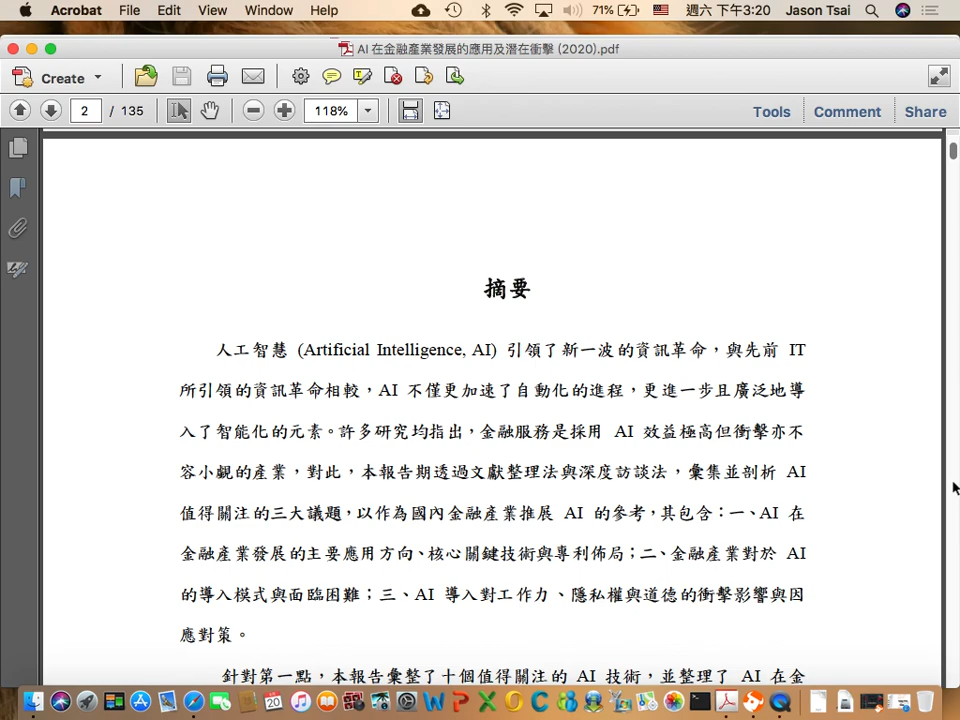 Acrobat File Edit View Window Help 71% 週六 下午3:20 Jason Tsai
AI 在金融產業發展的應用及潛在衝擊 (2020).pdf
Create
2 / 135 118% Tools Comment Share
摘要
人工智慧 (Artificial Intelligence, AI) 引領了新一波的資訊革命，與先前 IT
所引領的資訊革命相較，AI 不僅更加速了自動化的進程，更進一步且廣泛地導
入了智能化的元素。許多研究均指出，金融服務是採用 AI 效益極高但衝擊亦不
容小覷的產業，對此，本報告期透過文獻整理法與深度訪談法，彙集並剖析 AI
值得關注的三大議題，以作為國內金融產業推展 AI 的參考，其包含：一、AI 在
金融產業發展的主要應用方向、核心關鍵技術與專利佈局；二、金融產業對於 AI
的導入模式與面臨困難；三、AI 導入對工作力、隱私權與道德的衝擊影響與因
應對策。
針對第一點，本報告彙整了十個值得關注的 AI 技術，並整理了 AI 在金